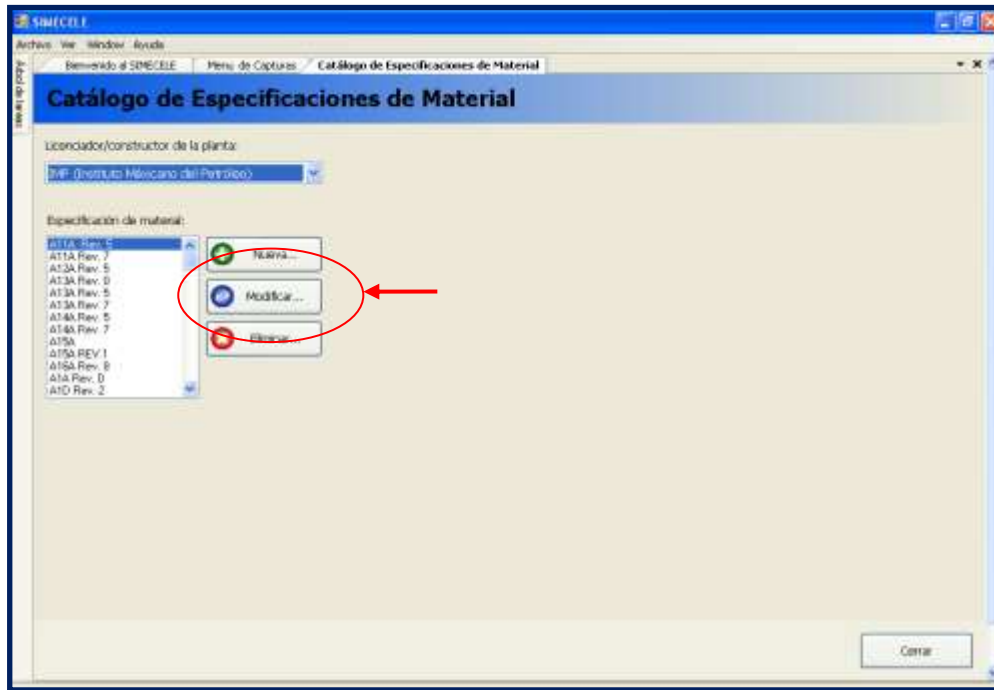 SIMECELE
Archivo Ver Window Ayuda
Bienvenido al SIMECELE Menu de Capturas Catálogo de Especificaciones de Material
Árbol de tareas
Catálogo de Especificaciones de Material
Licenciador/constructor de la planta:
IMP (Instituto Mexicano del Petróleo)
Especificación de material:
A11A Rev. 5
A11A Rev. 7
A12A Rev. 5
A13A Rev. 0
A13A Rev. 5
A13A Rev. 7
A14A Rev. 5
A14A Rev. 7
A15A
A15A REV.1
A16A Rev. 8
A1A Rev. D
A1D Rev. 2
Nueva...
Modificar...
Eliminar...
Cerrar